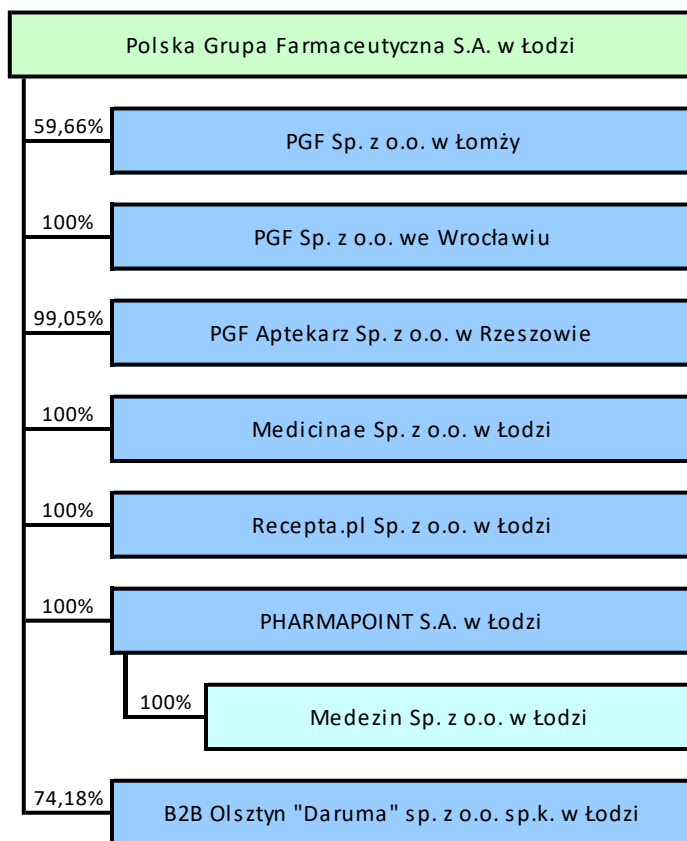 Polska Grupa Farmaceutyczna S.A. w Łodzi
59,66%
PGF Sp. z o.o. w Łomży
100%
PGF Sp. z o.o. we Wrocławiu
99,05%
PGF Aptekarz Sp. z o.o. w Rzeszowie
100%
Medicinae Sp. z o.o. w Łodzi
100%
Recepta.pl Sp. z o.o. w Łodzi
100%
PHARMAPOINT S.A. w Łodzi
100%
Medezin Sp. z o.o. w Łodzi
74,18%
B2B Olsztyn "Daruma" sp. z o.o. sp.k. w Łodzi